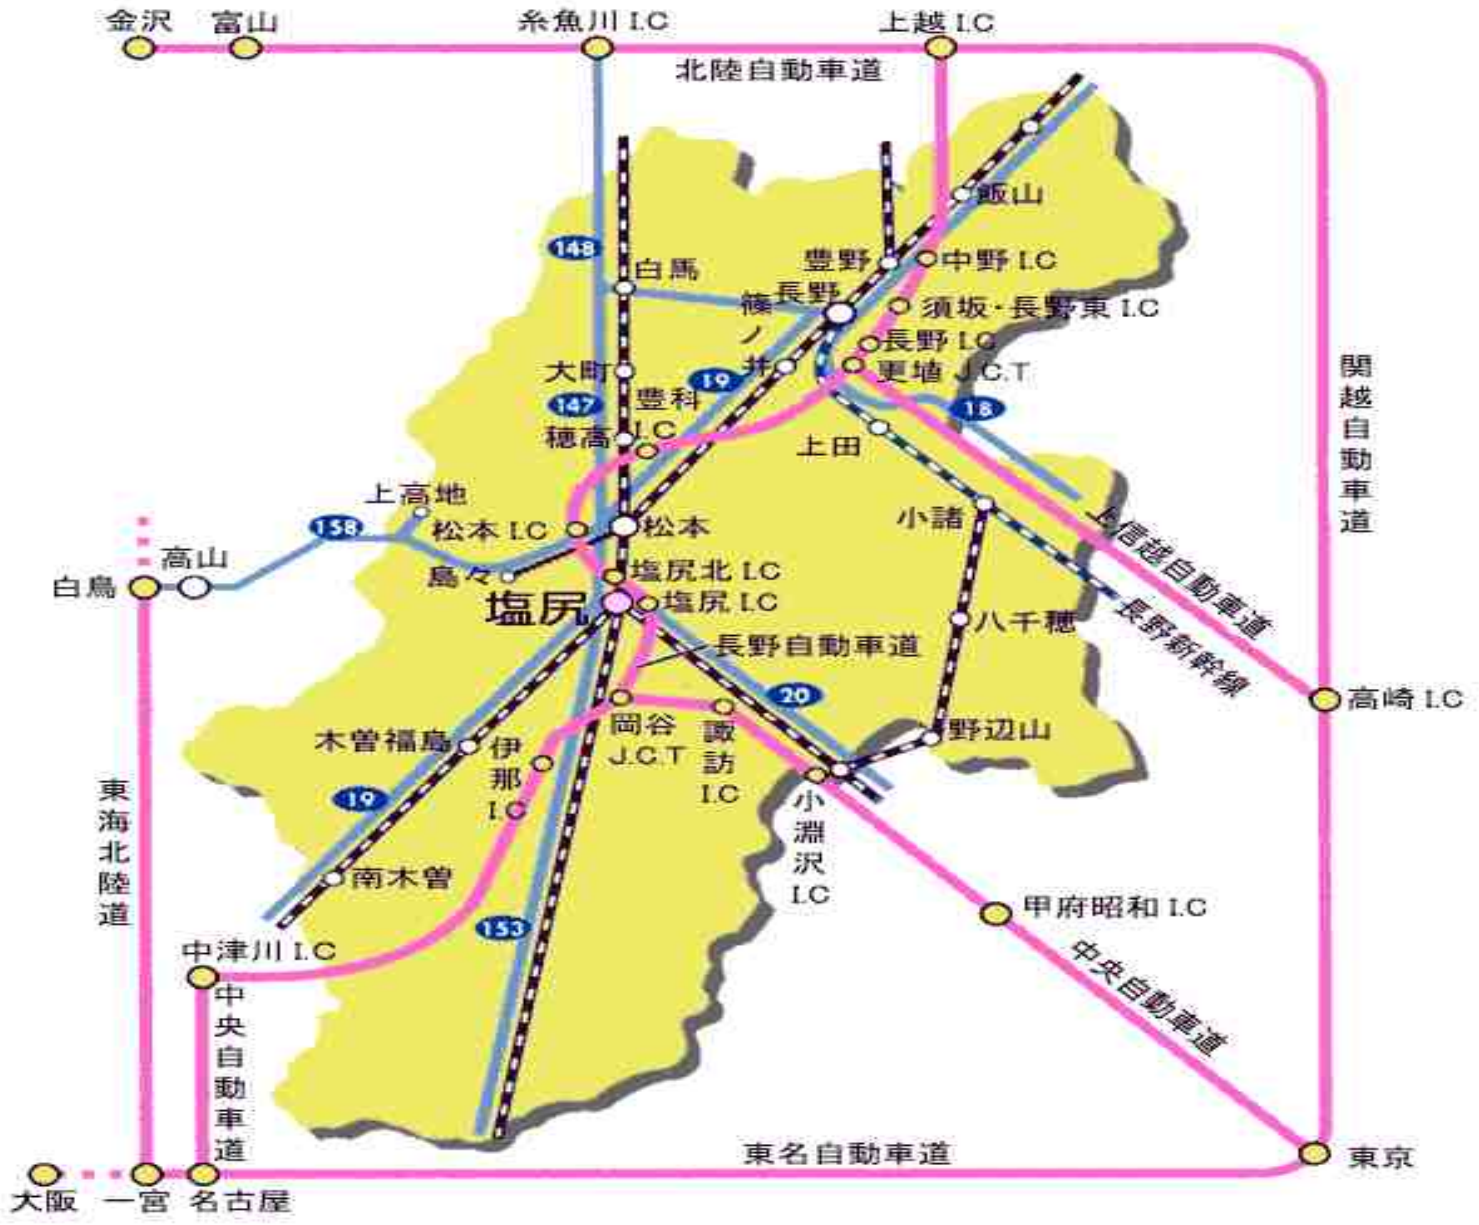 金沢
富山
糸魚川 I.C
上越 I.C
北陸自動車道
飯山
148
豊野
中野 I.C
白馬
長野
篠ノ井
須坂・長野東 I.C
長野 I.C
更埴 J.C.T
大町
19
豊科 I.C
147
18
関越自動車道
穂高
上田
上高地
158
松本 I.C
松本
小諸
上信越自動車道
高山
白鳥
島々
塩尻北 I.C
塩尻
塩尻 I.C
八千穂
長野新幹線
長野自動車道
20
高崎 I.C
木曽福島
伊那 I.C
岡谷 J.C.T
諏訪 I.C
野辺山
19
小淵沢 I.C
東海北陸道
南木曽
153
甲府昭和 I.C
中津川 I.C
中央自動車道
中央自動車道
東名自動車道
東京
大阪
一宮
名古屋